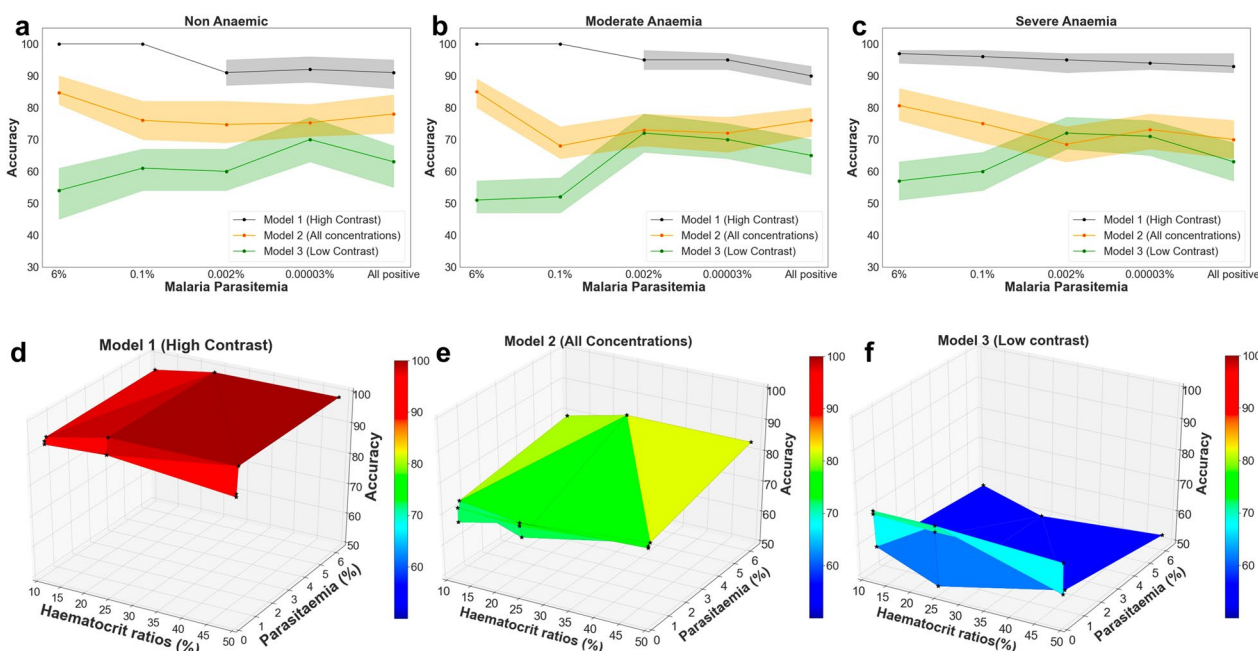 a
Non Anaemic
100
90
80
70
60
50
40
30
Accuracy
Model 1 (High Contrast)
Model 2 (All concentrations)
Model 3 (Low Contrast)
6% 0.1% 0.002% 0.00003% All positive
Malaria Parasitemia
b
Moderate Anaemia
100
90
80
70
60
50
40
30
Accuracy
Model 1 (High Contrast)
Model 2 (All concentrations)
Model 3 (Low Contrast)
6% 0.1% 0.002% 0.00003% All positive
Malaria Parasitemia
c
Severe Anaemia
100
90
80
70
60
50
40
30
Accuracy
Model 1 (High Contrast)
Model 2 (All concentrations)
Model 3 (Low Contrast)
6% 0.1% 0.002% 0.00003% All positive
Malaria Parasitemia
d
Model 1 (High Contrast)
100
90
80
70
60
50
Accuracy
10 15 20 25 30 35 40 45 50
Haematocrit ratios (%)
0 1 2 3 4 5 6
Parasitaemia (%)
100
90
80
70
60
e
Model 2 (All Concentrations)
100
90
80
70
60
50
Accuracy
10 15 20 25 30 35 40 45 50
Haematocrit ratios (%)
0 1 2 3 4 5 6
Parasitaemia (%)
100
90
80
70
60
f
Model 3 (Low contrast)
100
90
80
70
60
50
Accuracy
10 15 20 25 30 35 40 45 50
Haematocrit ratios(%)
0 1 2 3 4 5 6
Parasitaemia (%)
100
90
80
70
60